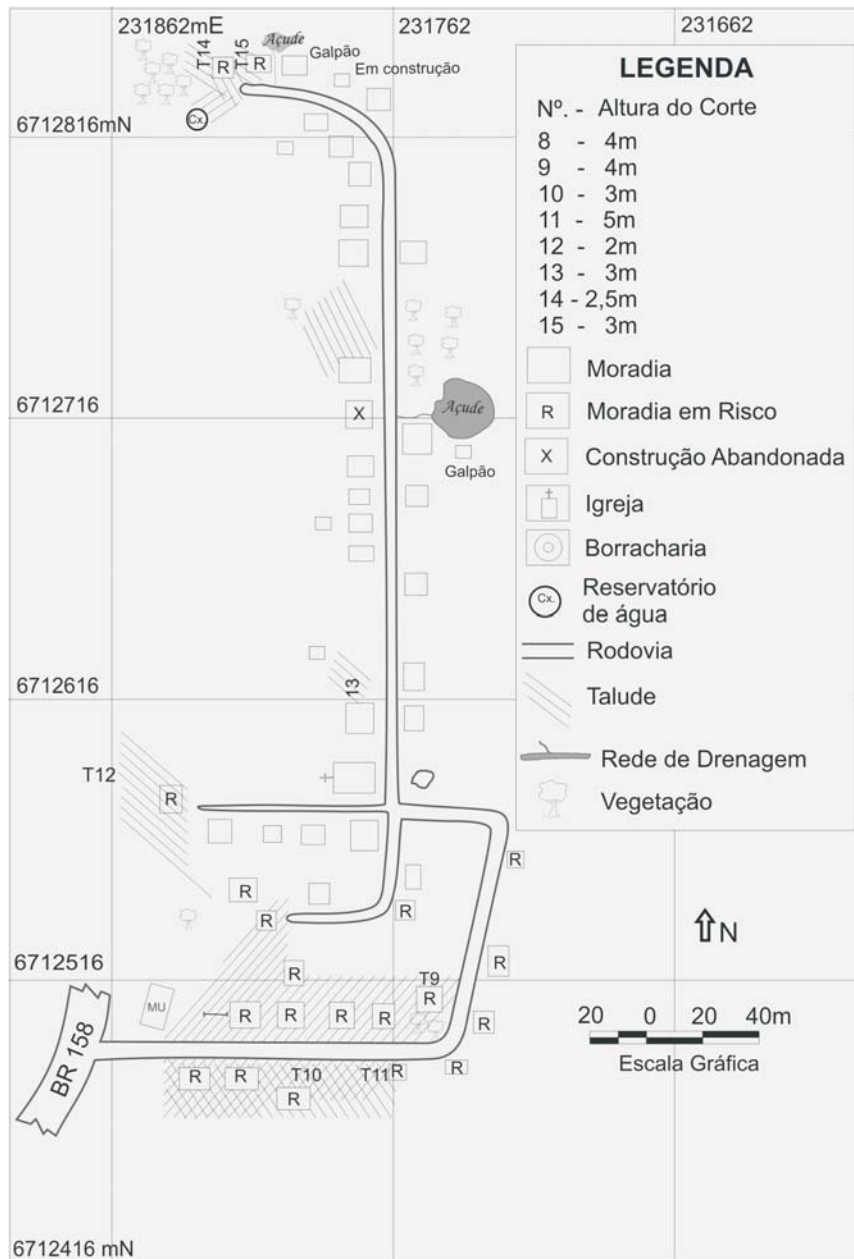 231862mE
231762
231662
T14
T15
R
R
Açude
Galpão
Em construção
Cx.
6712816mN
LEGENDA
Nº. - Altura do Corte
8 - 4m
9 - 4m
10 - 3m
11 - 5m
12 - 2m
13 - 3m
14 - 2,5m
15 - 3m
Moradia
R Moradia em Risco
X Construção Abandonada
Igreja
Borracharia
Cx. Reservatório
de água
Rodovia
Talude
Rede de Drenagem
Vegetação
6712716
X
Açude
Galpão
6712616
13
T12
R
R
R
R
R
N
6712516
MU
R
T9
R
R
R
R
R
R
R
R
20 0 20 40m
Escala Gráfica
BR 158
R
R
T10
R
T11
R
R
6712416 mN